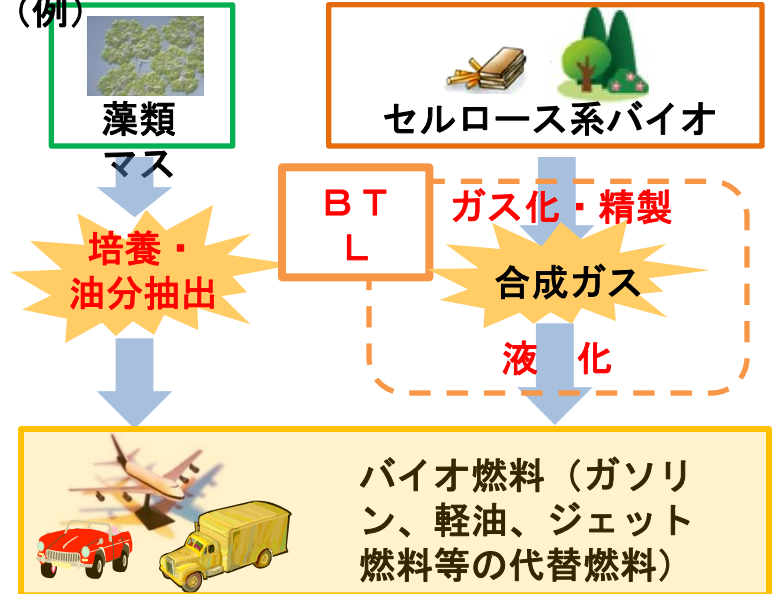 （例）
藻類
マス
セルロース系バイオ
ＢＴ
Ｌ
ガス化・精製
培養・
油分抽出
合成ガス
液　化
バイオ燃料（ガソリ
ン、軽油、ジェット
燃料等の代替燃料）